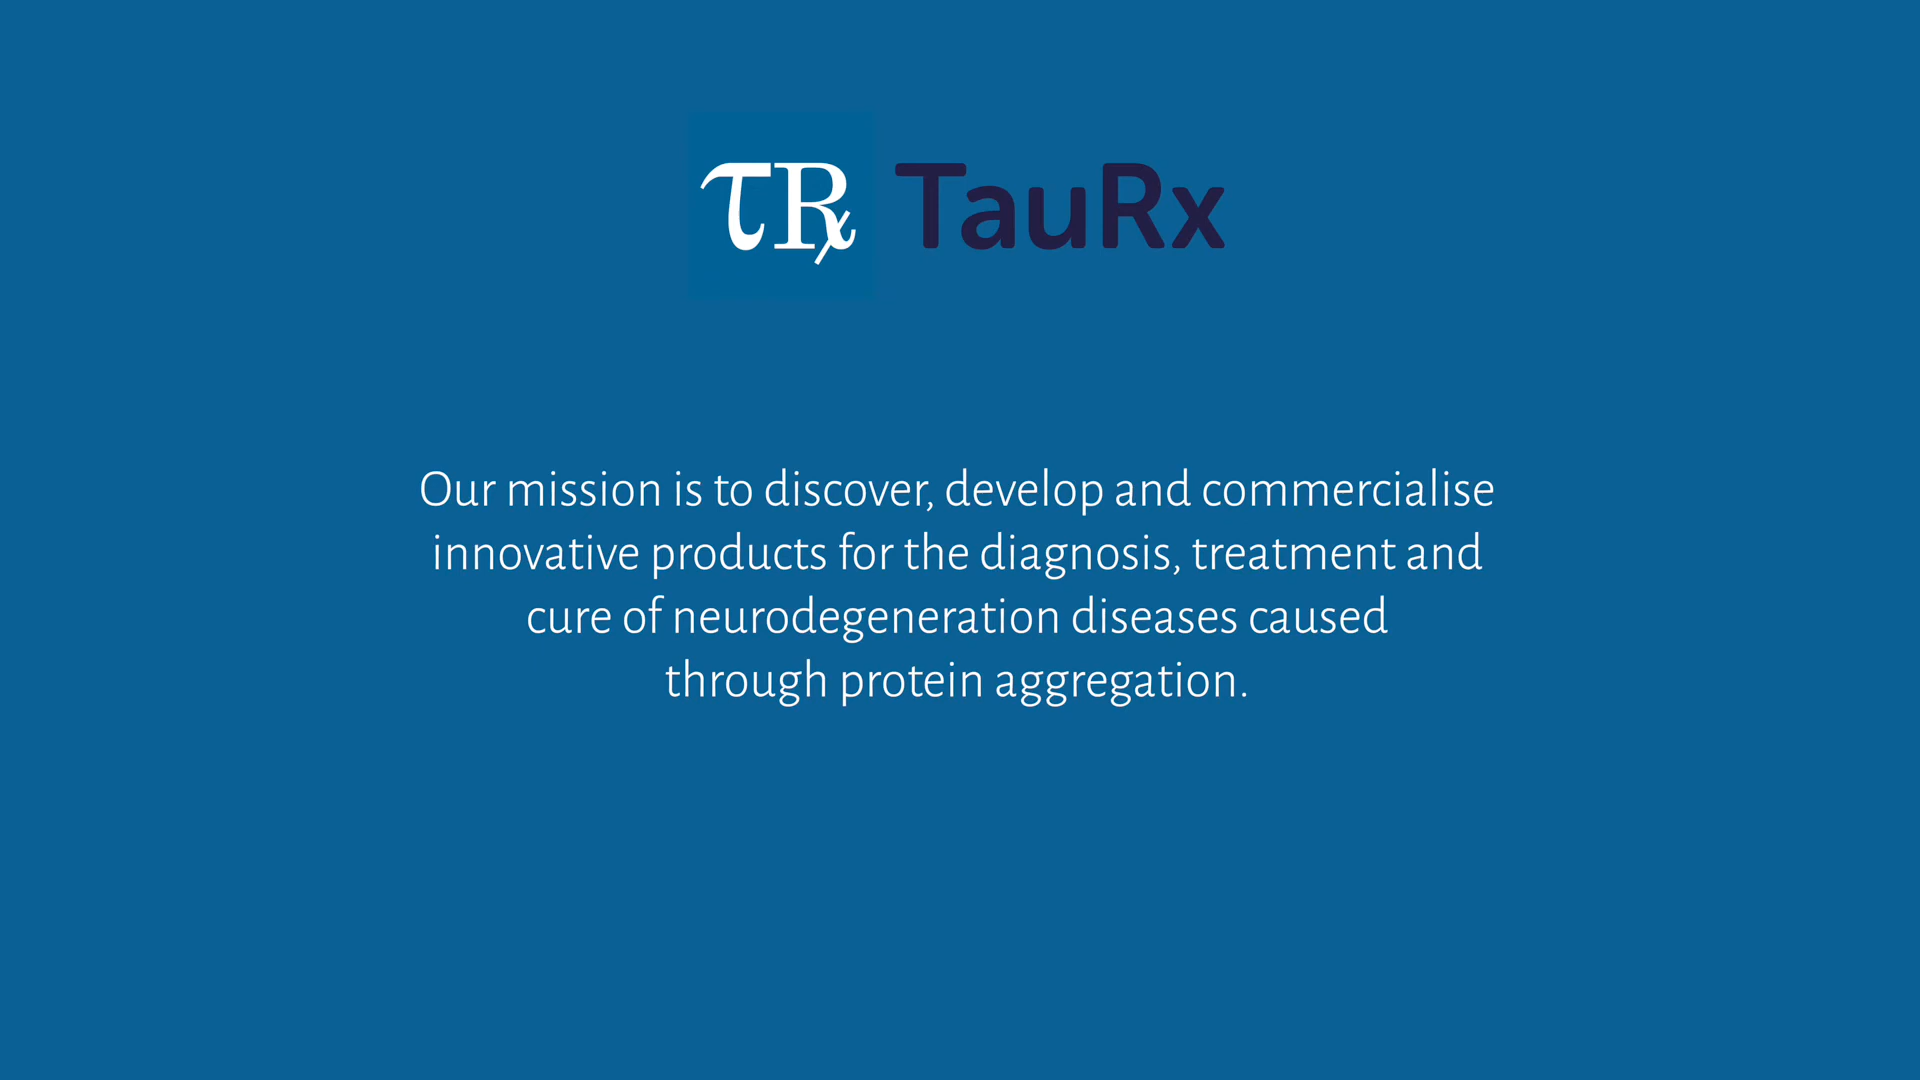 τR TauRx
Our mission is to discover, develop and commercialise
innovative products for the diagnosis, treatment and
cure of neurodegeneration diseases caused
through protein aggregation.